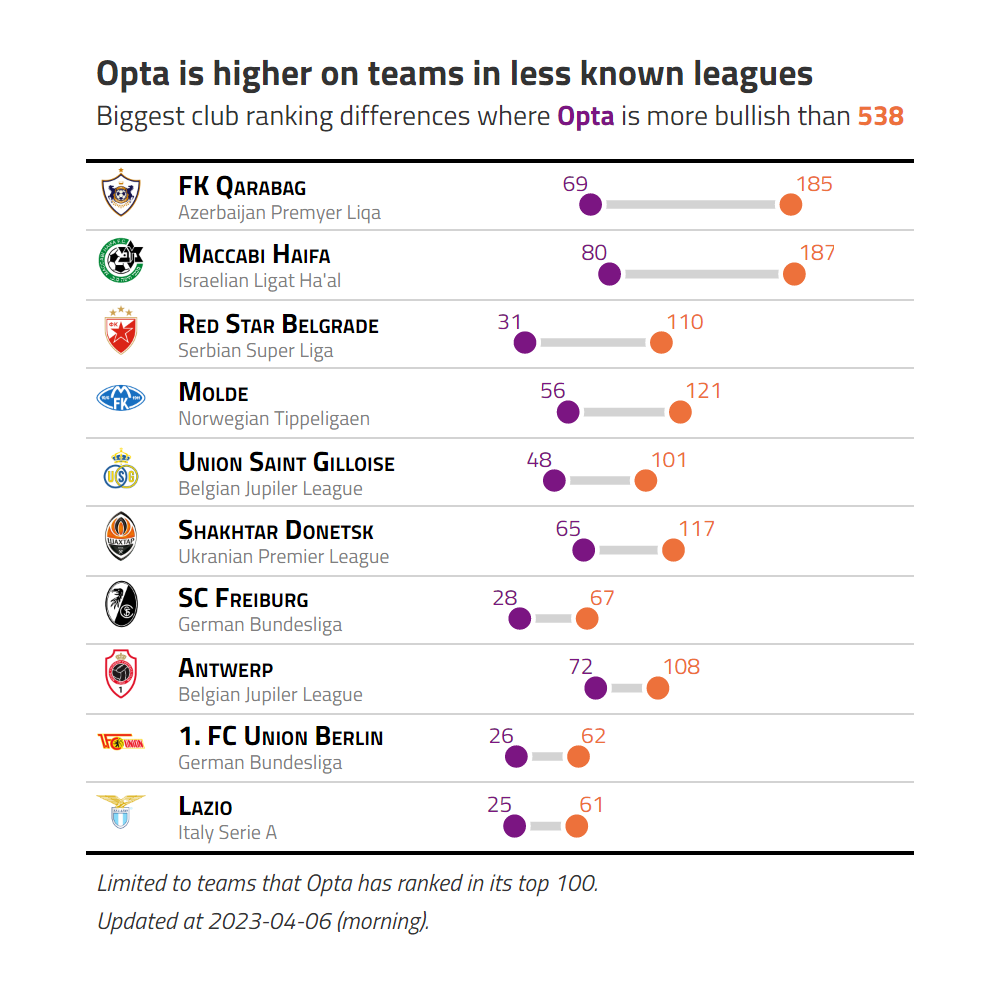 Opta is higher on teams in less known leagues
Biggest club ranking differences where Opta is more bullish than 538
FK Qarabag
69
185
Azerbaijan Premyer Liqa
Maccabi Haifa
80
187
Israelian Ligat Ha'al
Red Star Belgrade
31
110
Serbian Super Liga
Molde
56
121
Norwegian Tippeligaen
Union Saint Gilloise
48
101
Belgian Jupiler League
Shakhtar Donetsk
65
117
Ukranian Premier League
SC Freiburg
28
67
German Bundesliga
Antwerp
72
108
Belgian Jupiler League
1. FC Union Berlin
26
62
German Bundesliga
Lazio
25
61
Italy Serie A
Limited to teams that Opta has ranked in its top 100.
Updated at 2023-04-06 (morning).